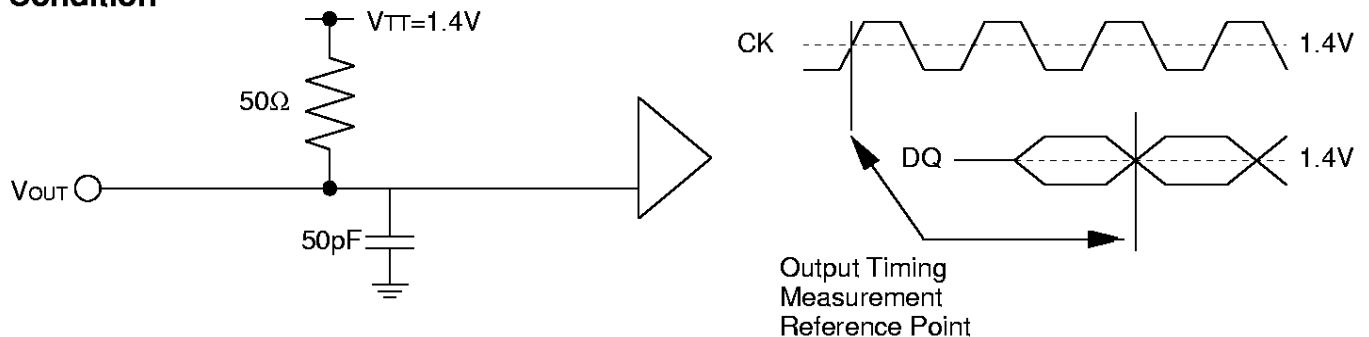 Condition
VTT=1.4V
50Ω
VOUT
50pF
CK
1.4V
DQ
1.4V
Output Timing
Measurement
Reference Point